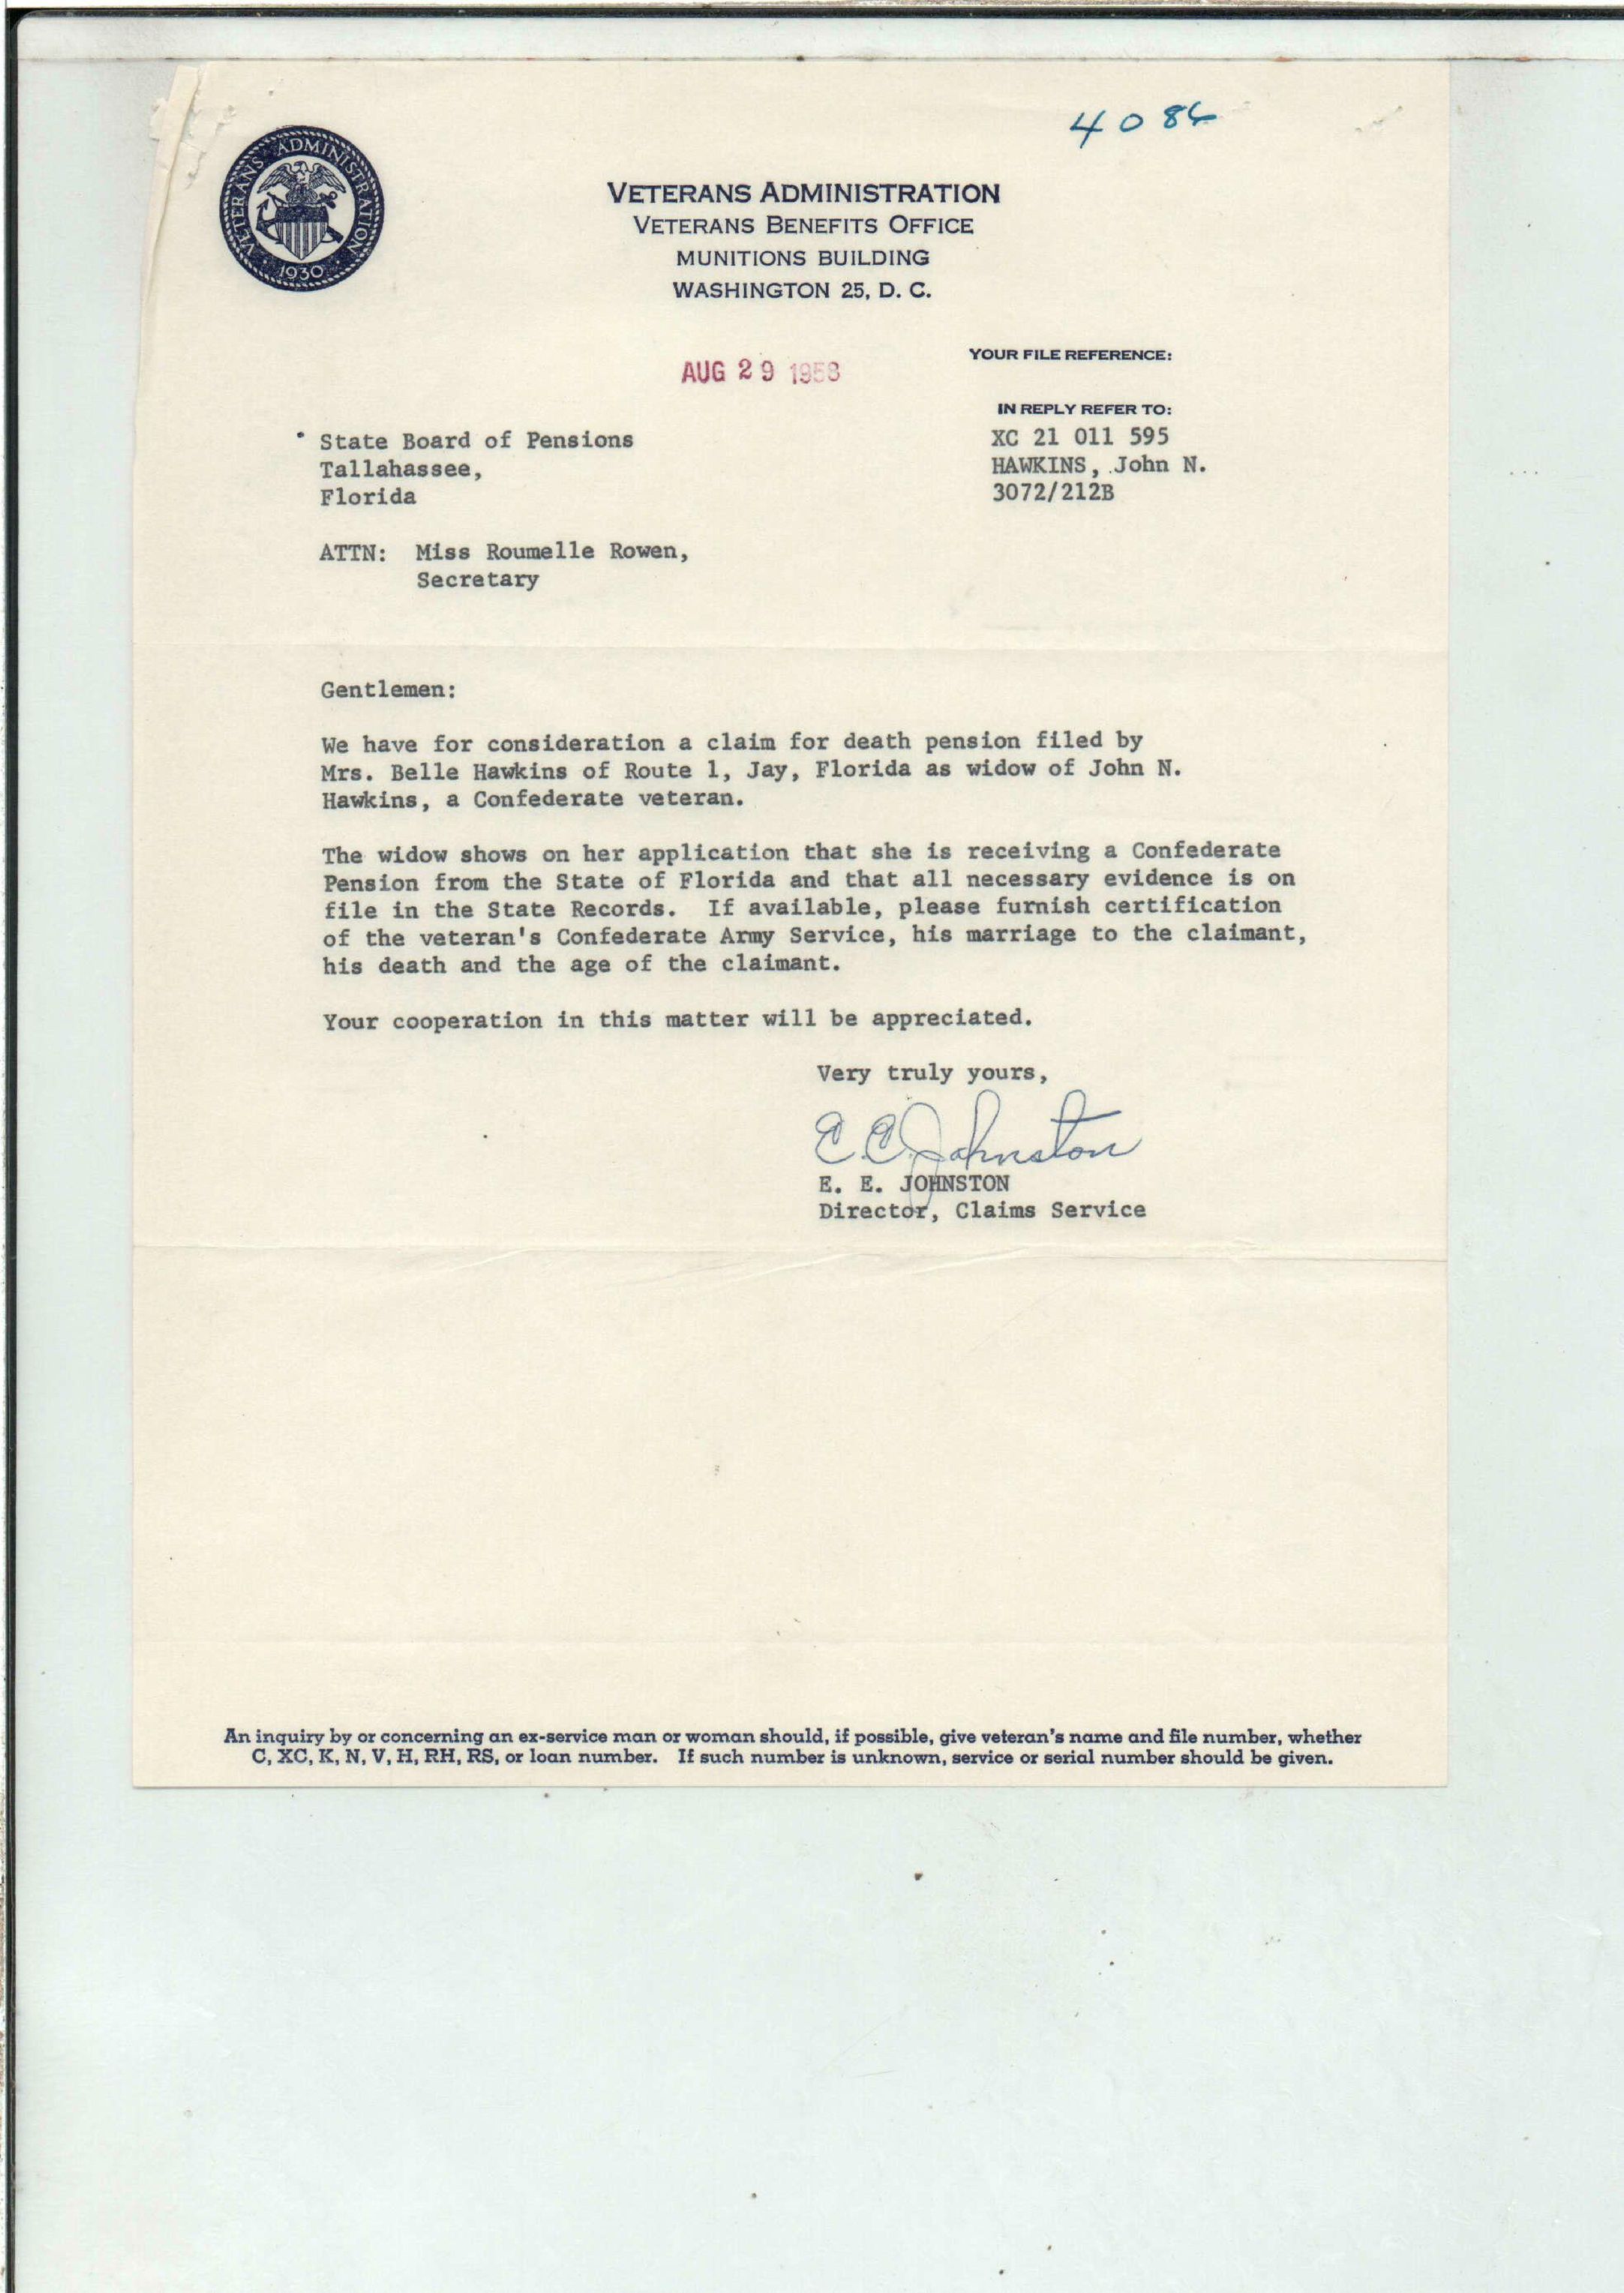 4086
VETERANS ADMINISTRATION
1930
VETERANS ADMINISTRATION
VETERANS BENEFITS OFFICE
MUNITIONS BUILDING
WASHINGTON 25, D. C.
AUG 29 1958
YOUR FILE REFERENCE:
IN REPLY REFER TO:
XC 21 011 595
HAWKINS, John N.
3072/212B
State Board of Pensions
Tallahassee,
Florida
ATTN: Miss Roumelle Rowen,
Secretary
Gentlemen:
We have for consideration a claim for death pension filed by
Mrs. Belle Hawkins of Route 1, Jay, Florida as widow of John N.
Hawkins, a Confederate veteran.
The widow shows on her application that she is receiving a Confederate
Pension from the State of Florida and that all necessary evidence is on
file in the State Records. If available, please furnish certification
of the veteran's Confederate Army Service, his marriage to the claimant,
his death and the age of the claimant.
Your cooperation in this matter will be appreciated.
Very truly yours,
E. E. Johnston
E. E. JOHNSTON
Director, Claims Service
An inquiry by or concerning an ex-service man or woman should, if possible, give veteran's name and file number, whether
C, XC, K, N, V, H, RH, RS, or loan number. If such number is unknown, service or serial number should be given.